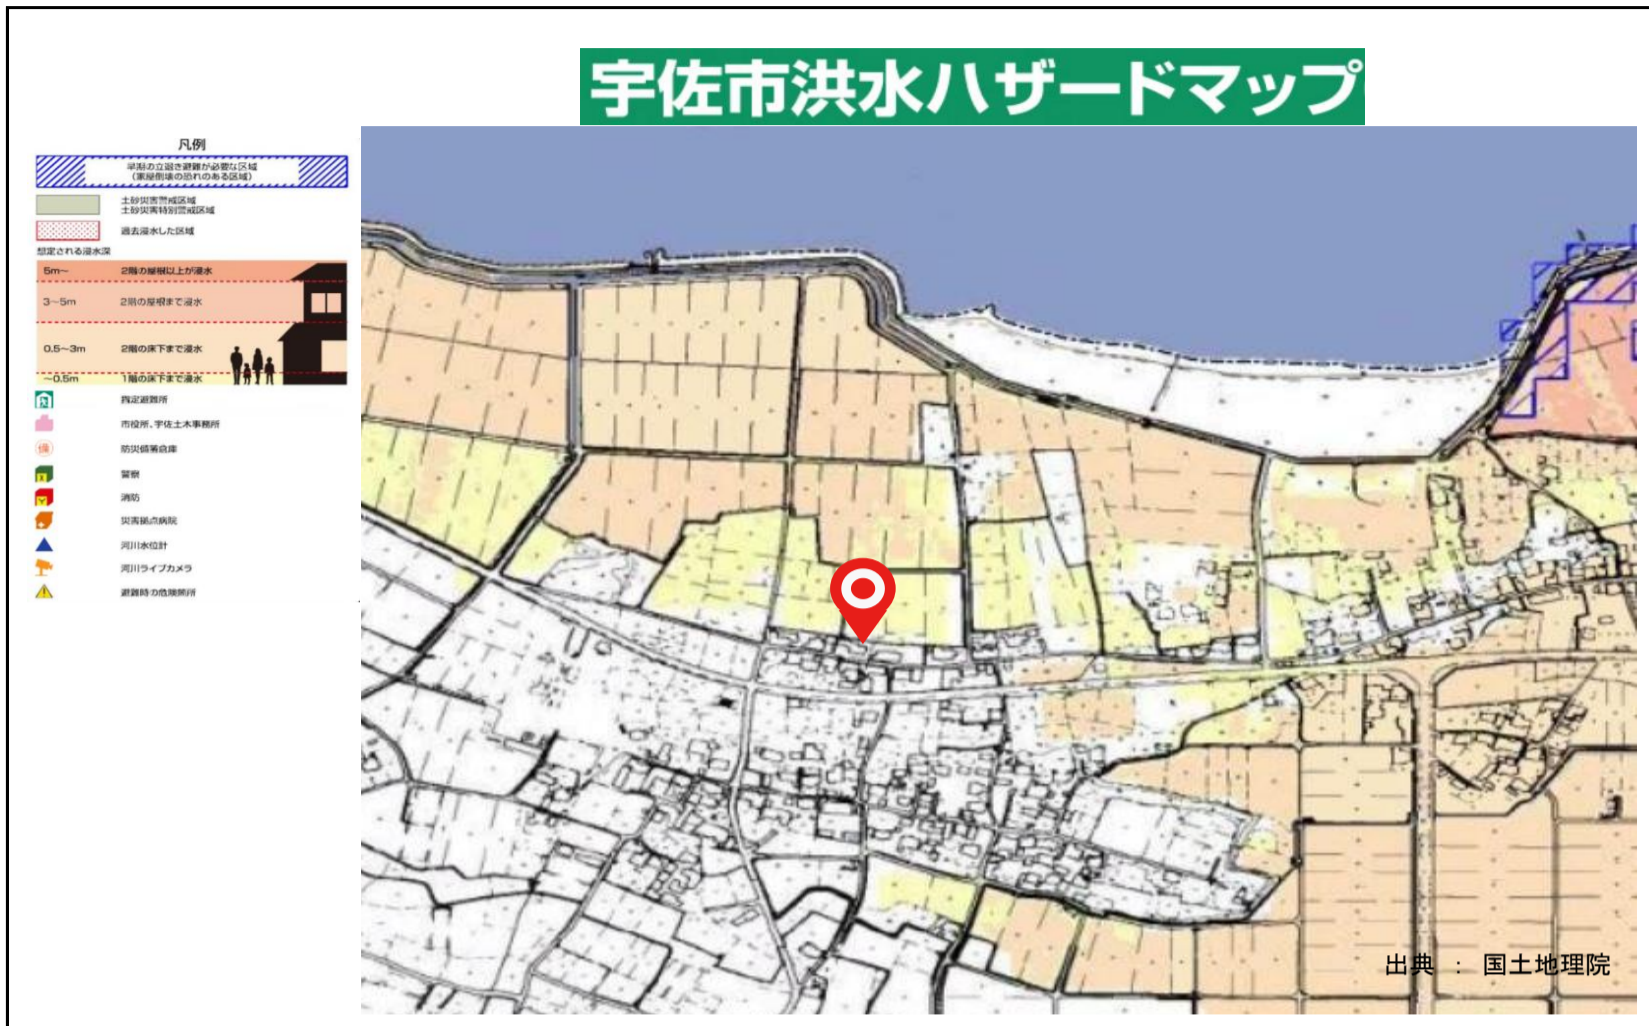 宇佐市洪水ハザードマップ
凡例
早期の立退き避難が必要な区域
(家屋倒壊の恐れのある区域)
土砂災害警戒区域
土砂災害特別警戒区域
過去浸水した区域
想定される浸水深
5m〜 2階の屋根以上が浸水
3〜5m 2階の屋根まで浸水
0.5〜3m 2階の床下まで浸水
〜0.5m 1階の床下まで浸水
指定避難所
市役所、宇佐土木事務所
備 防災備蓄倉庫
警察
消防
災害拠点病院
河川水位計
河川ライブカメラ
避難時の危険箇所
出典 : 国土地理院